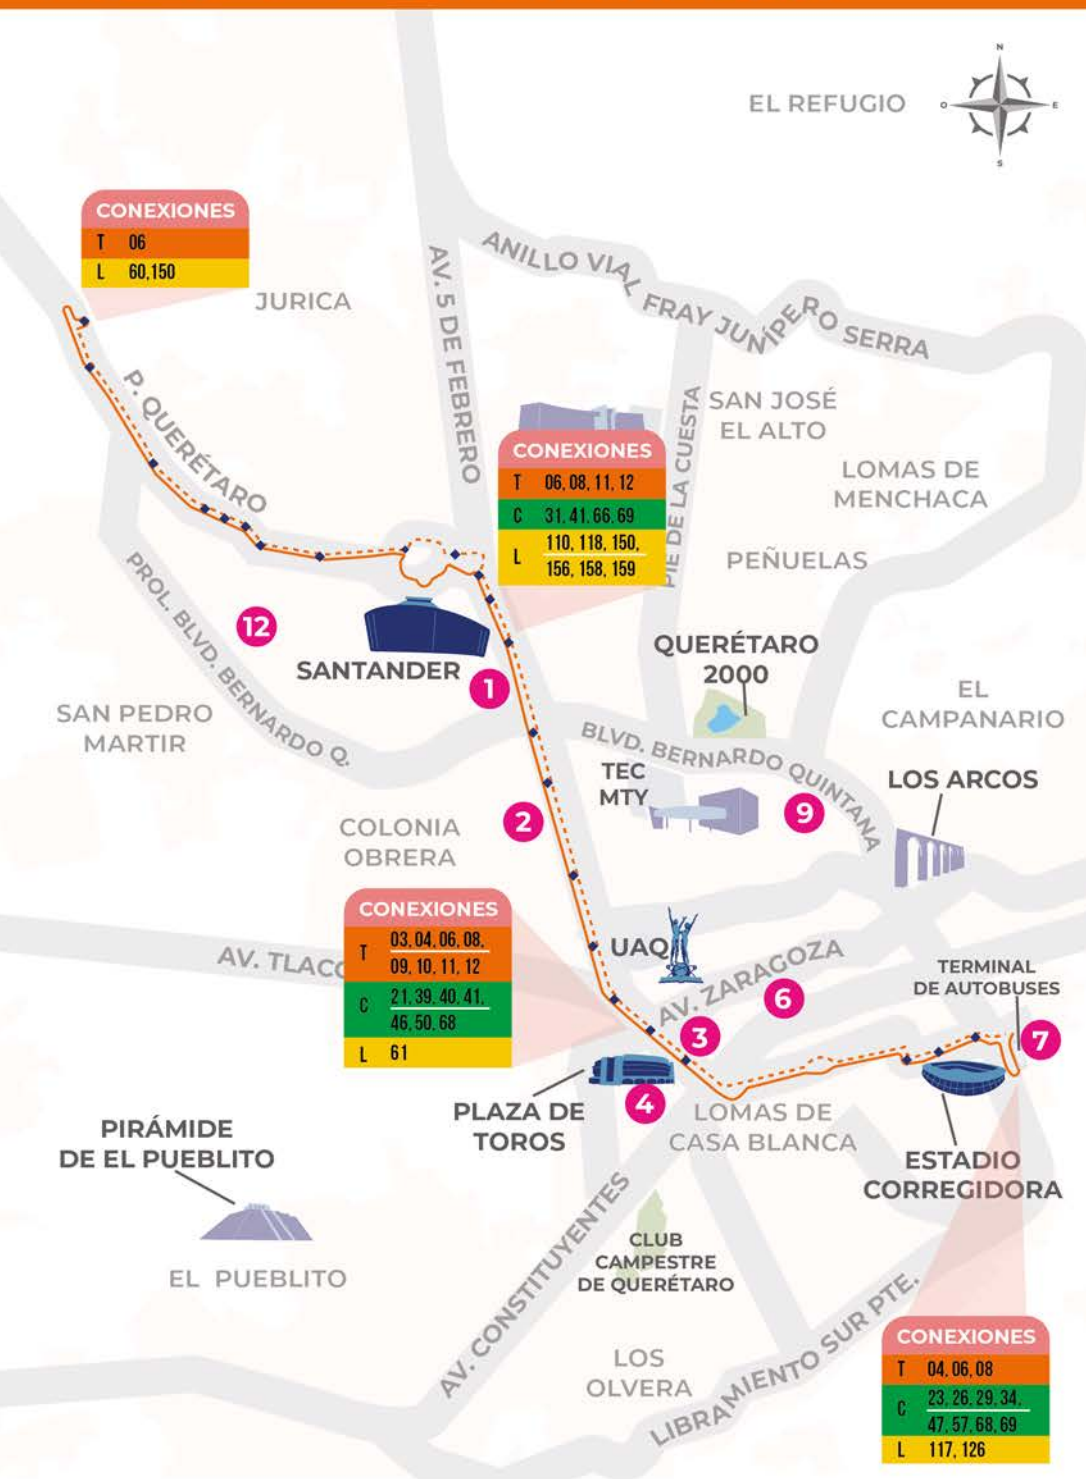 N
O
E
S
EL REFUGIO
CONEXIONES
T 06
L 60,150
JURICA
AV. 5 DE FEBRERO
ANILLO VIAL FRAY JUNÍPERO SERRA
P. QUERÉTARO
PIE DE LA CUESTA
SAN JOSÉ
EL ALTO
CONEXIONES
T 06, 08, 11, 12
C 31, 41, 66, 69
L 110, 118, 150,
156, 158, 159
LOMAS DE
MENCHACA
PEÑUELAS
PROL. BLVD. BERNARDO Q.
12
SANTANDER
1
QUERÉTARO
2000
SAN PEDRO
MARTIR
EL
CAMPANARIO
BLVD. BERNARDO QUINTANA
TEC
MTY
LOS ARCOS
9
2
COLONIA
OBRERA
CONEXIONES
T 03, 04, 06, 08,
09, 10, 11, 12
C 21, 39, 40, 41,
46, 50, 68
L 61
AV. TLACO
UAQ
AV. ZARAGOZA
TERMINAL
DE AUTOBUSES
6
3
7
4
PLAZA DE
TOROS
LOMAS DE
CASA BLANCA
PIRÁMIDE
DE EL PUEBLITO
ESTADIO
CORREGIDORA
EL PUEBLITO
AV. CONSTITUYENTES
CLUB
CAMPESTRE
DE QUERÉTARO
LOS
OLVERA
LIBRAMIENTO SUR PTE.
CONEXIONES
T 04, 06, 08
C 23, 26, 29, 34,
47, 57, 68, 69
L 117, 126